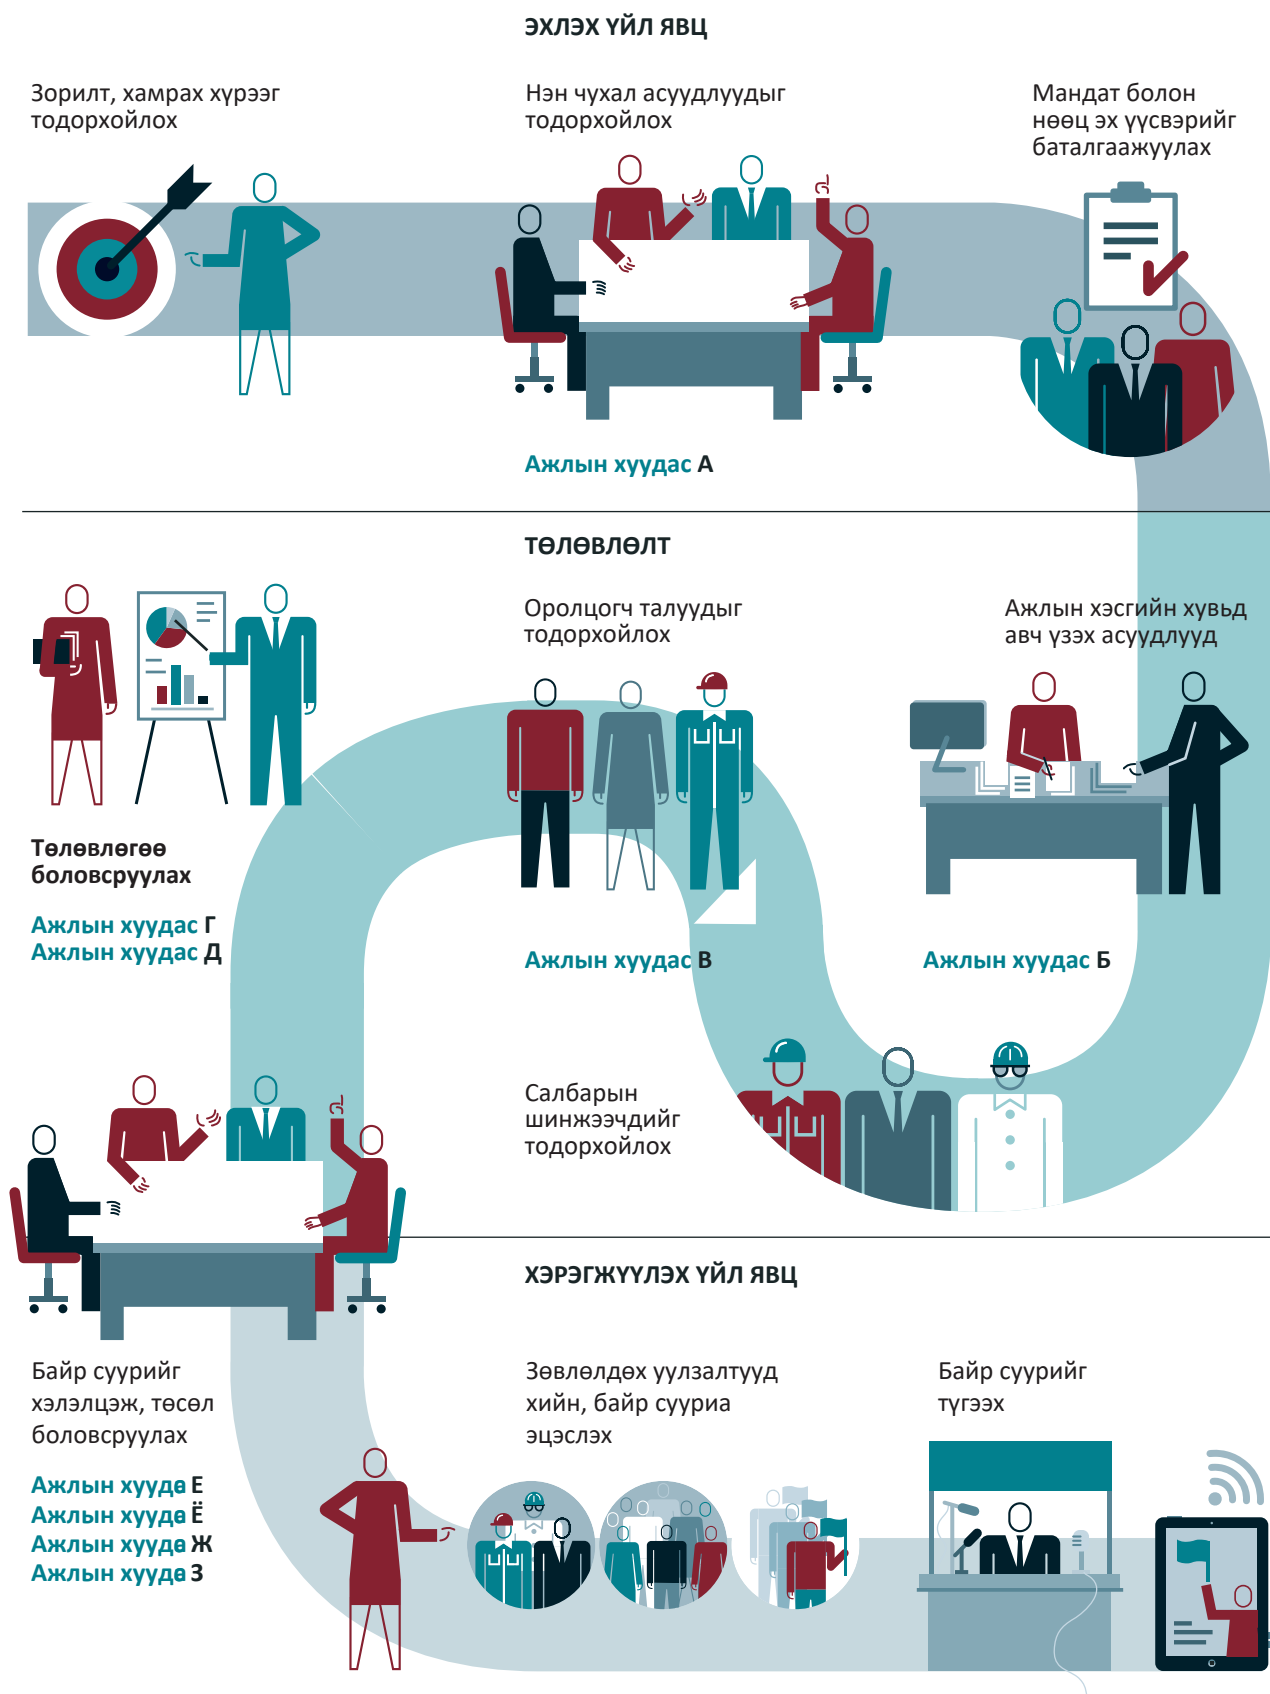 ЭХЛЭХ ҮЙЛ ЯВЦ
Зорилт, хамрах хүрээг
тодорхойлох
Нэн чухал асуудлуудыг
тодорхойлох
Мандат болон
нөөц эх үүсвэрийг
баталгаажуулах
Ажлын хуудас А
ТӨЛӨВЛӨЛТ
Оролцогч талуудыг
тодорхойлох
Ажлын хэсгийн хувьд
авч үзэх асуудлууд
Төлөвлөгөө
боловсруулах
Ажлын хуудас Г
Ажлын хуудас Д
Ажлын хуудас В
Ажлын хуудас Б
Салбарын
шинжээчдийг
тодорхойлох
ХЭРЭГЖҮҮЛЭХ ҮЙЛ ЯВЦ
Байр суурийг
хэлэлцэж, төсөл
боловсруулах
Ажлын хуудас Е
Ажлын хуудас Ё
Ажлын хуудас Ж
Ажлын хуудас З
Зөвлөлдөх уулзалтууд
хийн, байр сууриа
эцэслэх
Байр суурийг
түгээх